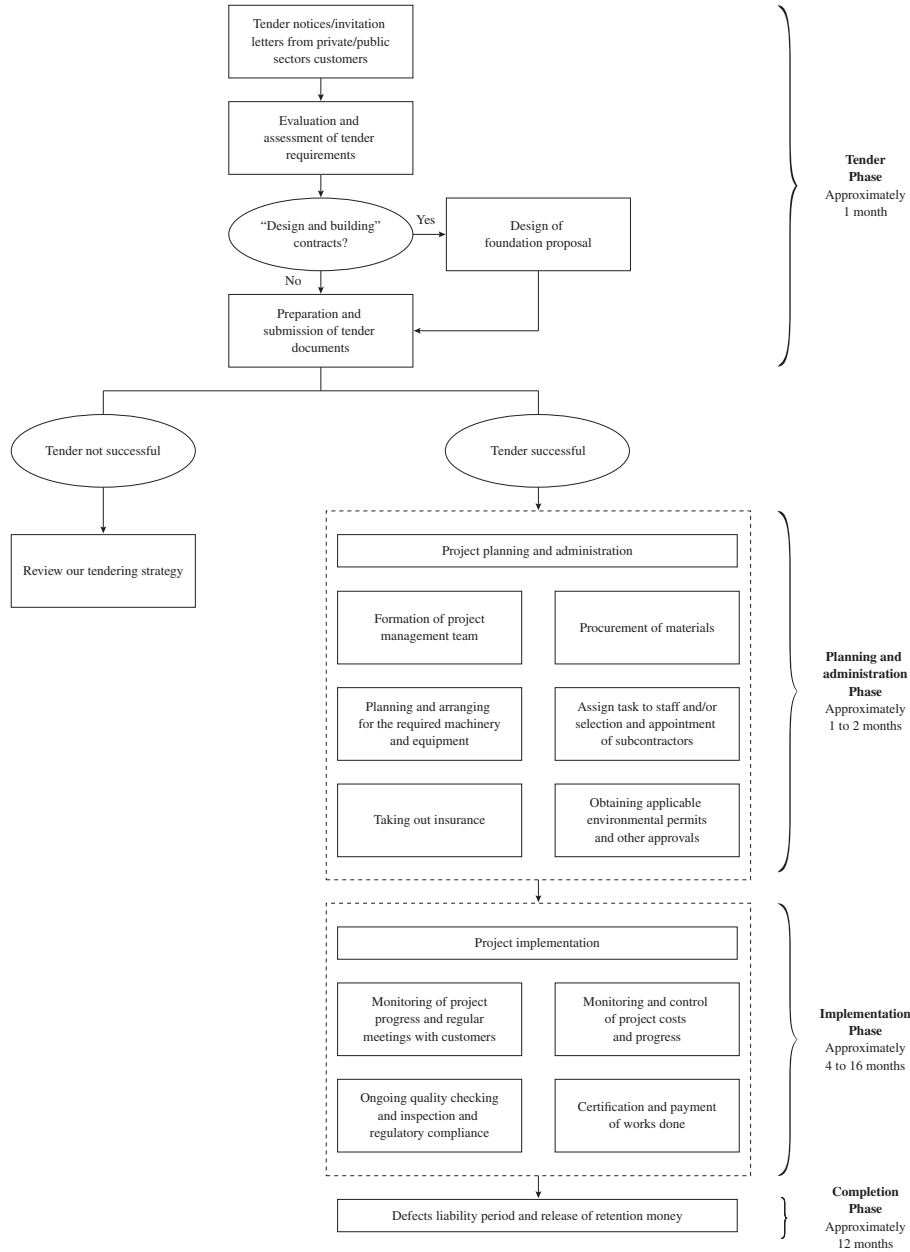 Tender notices/invitation
letters from private/public
sectors customers
Evaluation and
assessment of tender
requirements
“Design and building”
contracts?
Yes
Design of
foundation proposal
No
Preparation and
submission of tender
documents
Tender
Phase
Approximately
1 month
Tender not successful
Tender successful
Review our tendering strategy
Project planning and administration
Formation of project
management team
Procurement of materials
Planning and arranging
for the required machinery
and equipment
Assign task to staff and/or
selection and appointment
of subcontractors
Taking out insurance
Obtaining applicable
environmental permits
and other approvals
Planning and
administration
Phase
Approximately
1 to 2 months
Project implementation
Monitoring of project
progress and regular
meetings with customers
Monitoring and control
of project costs
and progress
Ongoing quality checking
and inspection and
regulatory compliance
Certification and payment
of works done
Implementation
Phase
Approximately
4 to 16 months
Defects liability period and release of retention money
Completion
Phase
Approximately
12 months